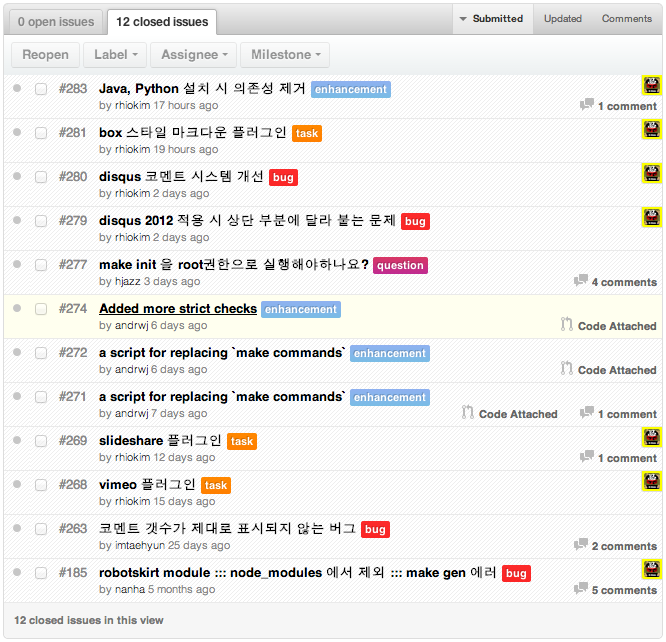 0 open issues 12 closed issues Submitted Updated Comments
Reopen Label Assignee Milestone
#283 Java, Python 설치 시 의존성 제거 enhancement
by rhiokim 17 hours ago 1 comment
#281 box 스타일 마크다운 플러그인 task
by rhiokim 19 hours ago
#280 disqus 코멘트 시스템 개선 bug
by rhiokim 2 days ago
#279 disqus 2012 적용 시 상단 부분에 달라 붙는 문제 bug
by rhiokim 2 days ago
#277 make init 을 root권한으로 실행해야하나요? question
by hjazz 3 days ago 4 comments
#274 Added more strict checks enhancement
by andrwj 6 days ago Code Attached
#272 a script for replacing `make commands` enhancement
by andrwj 6 days ago Code Attached
#271 a script for replacing `make commands` enhancement
by andrwj 7 days ago Code Attached 1 comment
#269 slideshare 플러그인 task
by rhiokim 12 days ago 1 comment
#268 vimeo 플러그인 task
by rhiokim 15 days ago
#263 코멘트 갯수가 제대로 표시되지 않는 버그 bug
by imtaehyun 25 days ago 2 comments
#185 robotskirt module ::: node_modules 에서 제외 ::: make gen 에러 bug
by nanha 5 months ago 5 comments
12 closed issues in this view